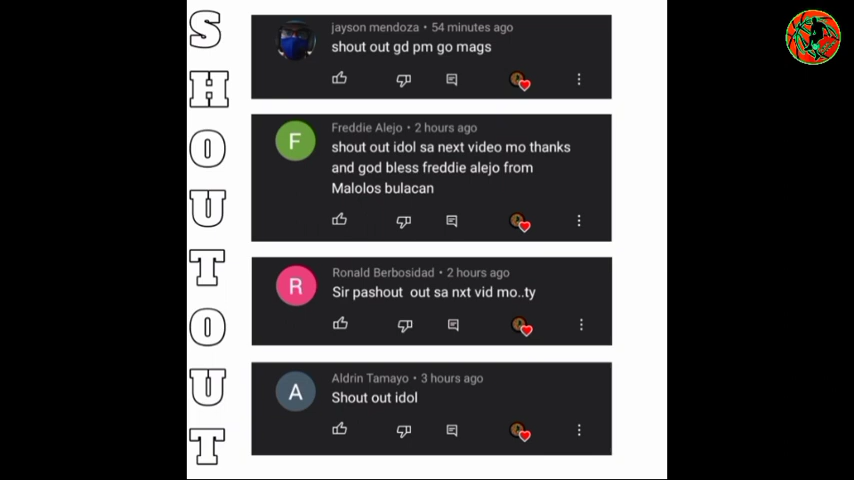 SHOUTOUT
jayson mendoza • 54 minutes ago
shout out gd pm go mags
Freddie Alejo • 2 hours ago
F
shout out idol sa next video mo thanks
and god bless freddie alejo from
Malolos bulacan
Ronald Berbosidad • 2 hours ago
R
Sir pashout  out sa nxt vid mo..ty
Aldrin Tamayo • 3 hours ago
A
Shout out idol